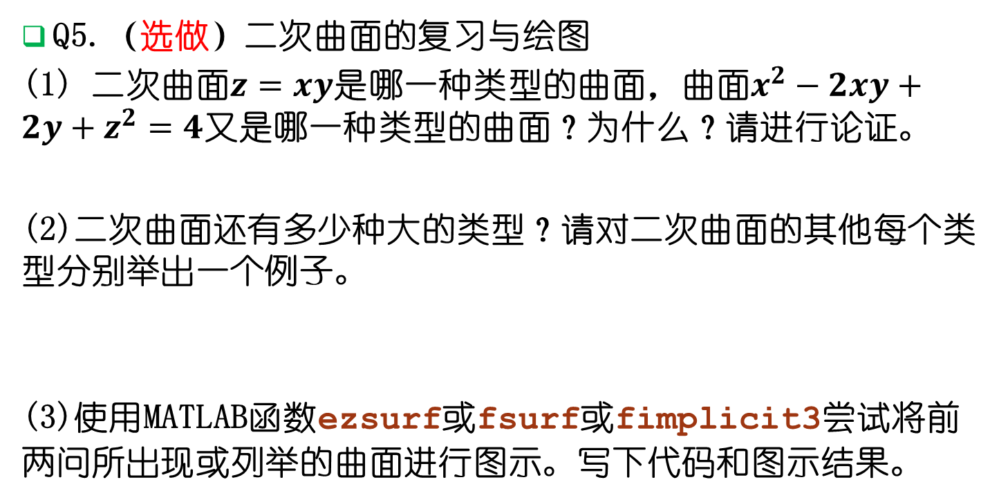 ❑Q5. (选做) 二次曲面的复习与绘图
(1) 二次曲面z = xy是哪一种类型的曲面，曲面x² − 2xy +
2y + z² = 4又是哪一种类型的曲面？为什么？请进行论证。
(2)二次曲面还有多少种大的类型？请对二次曲面的其他每个类
型分别举出一个例子。
(3)使用MATLAB函数ezsurf或fsurf或fimplicit3尝试将前
两问所出现或列举的曲面进行图示。写下代码和图示结果。